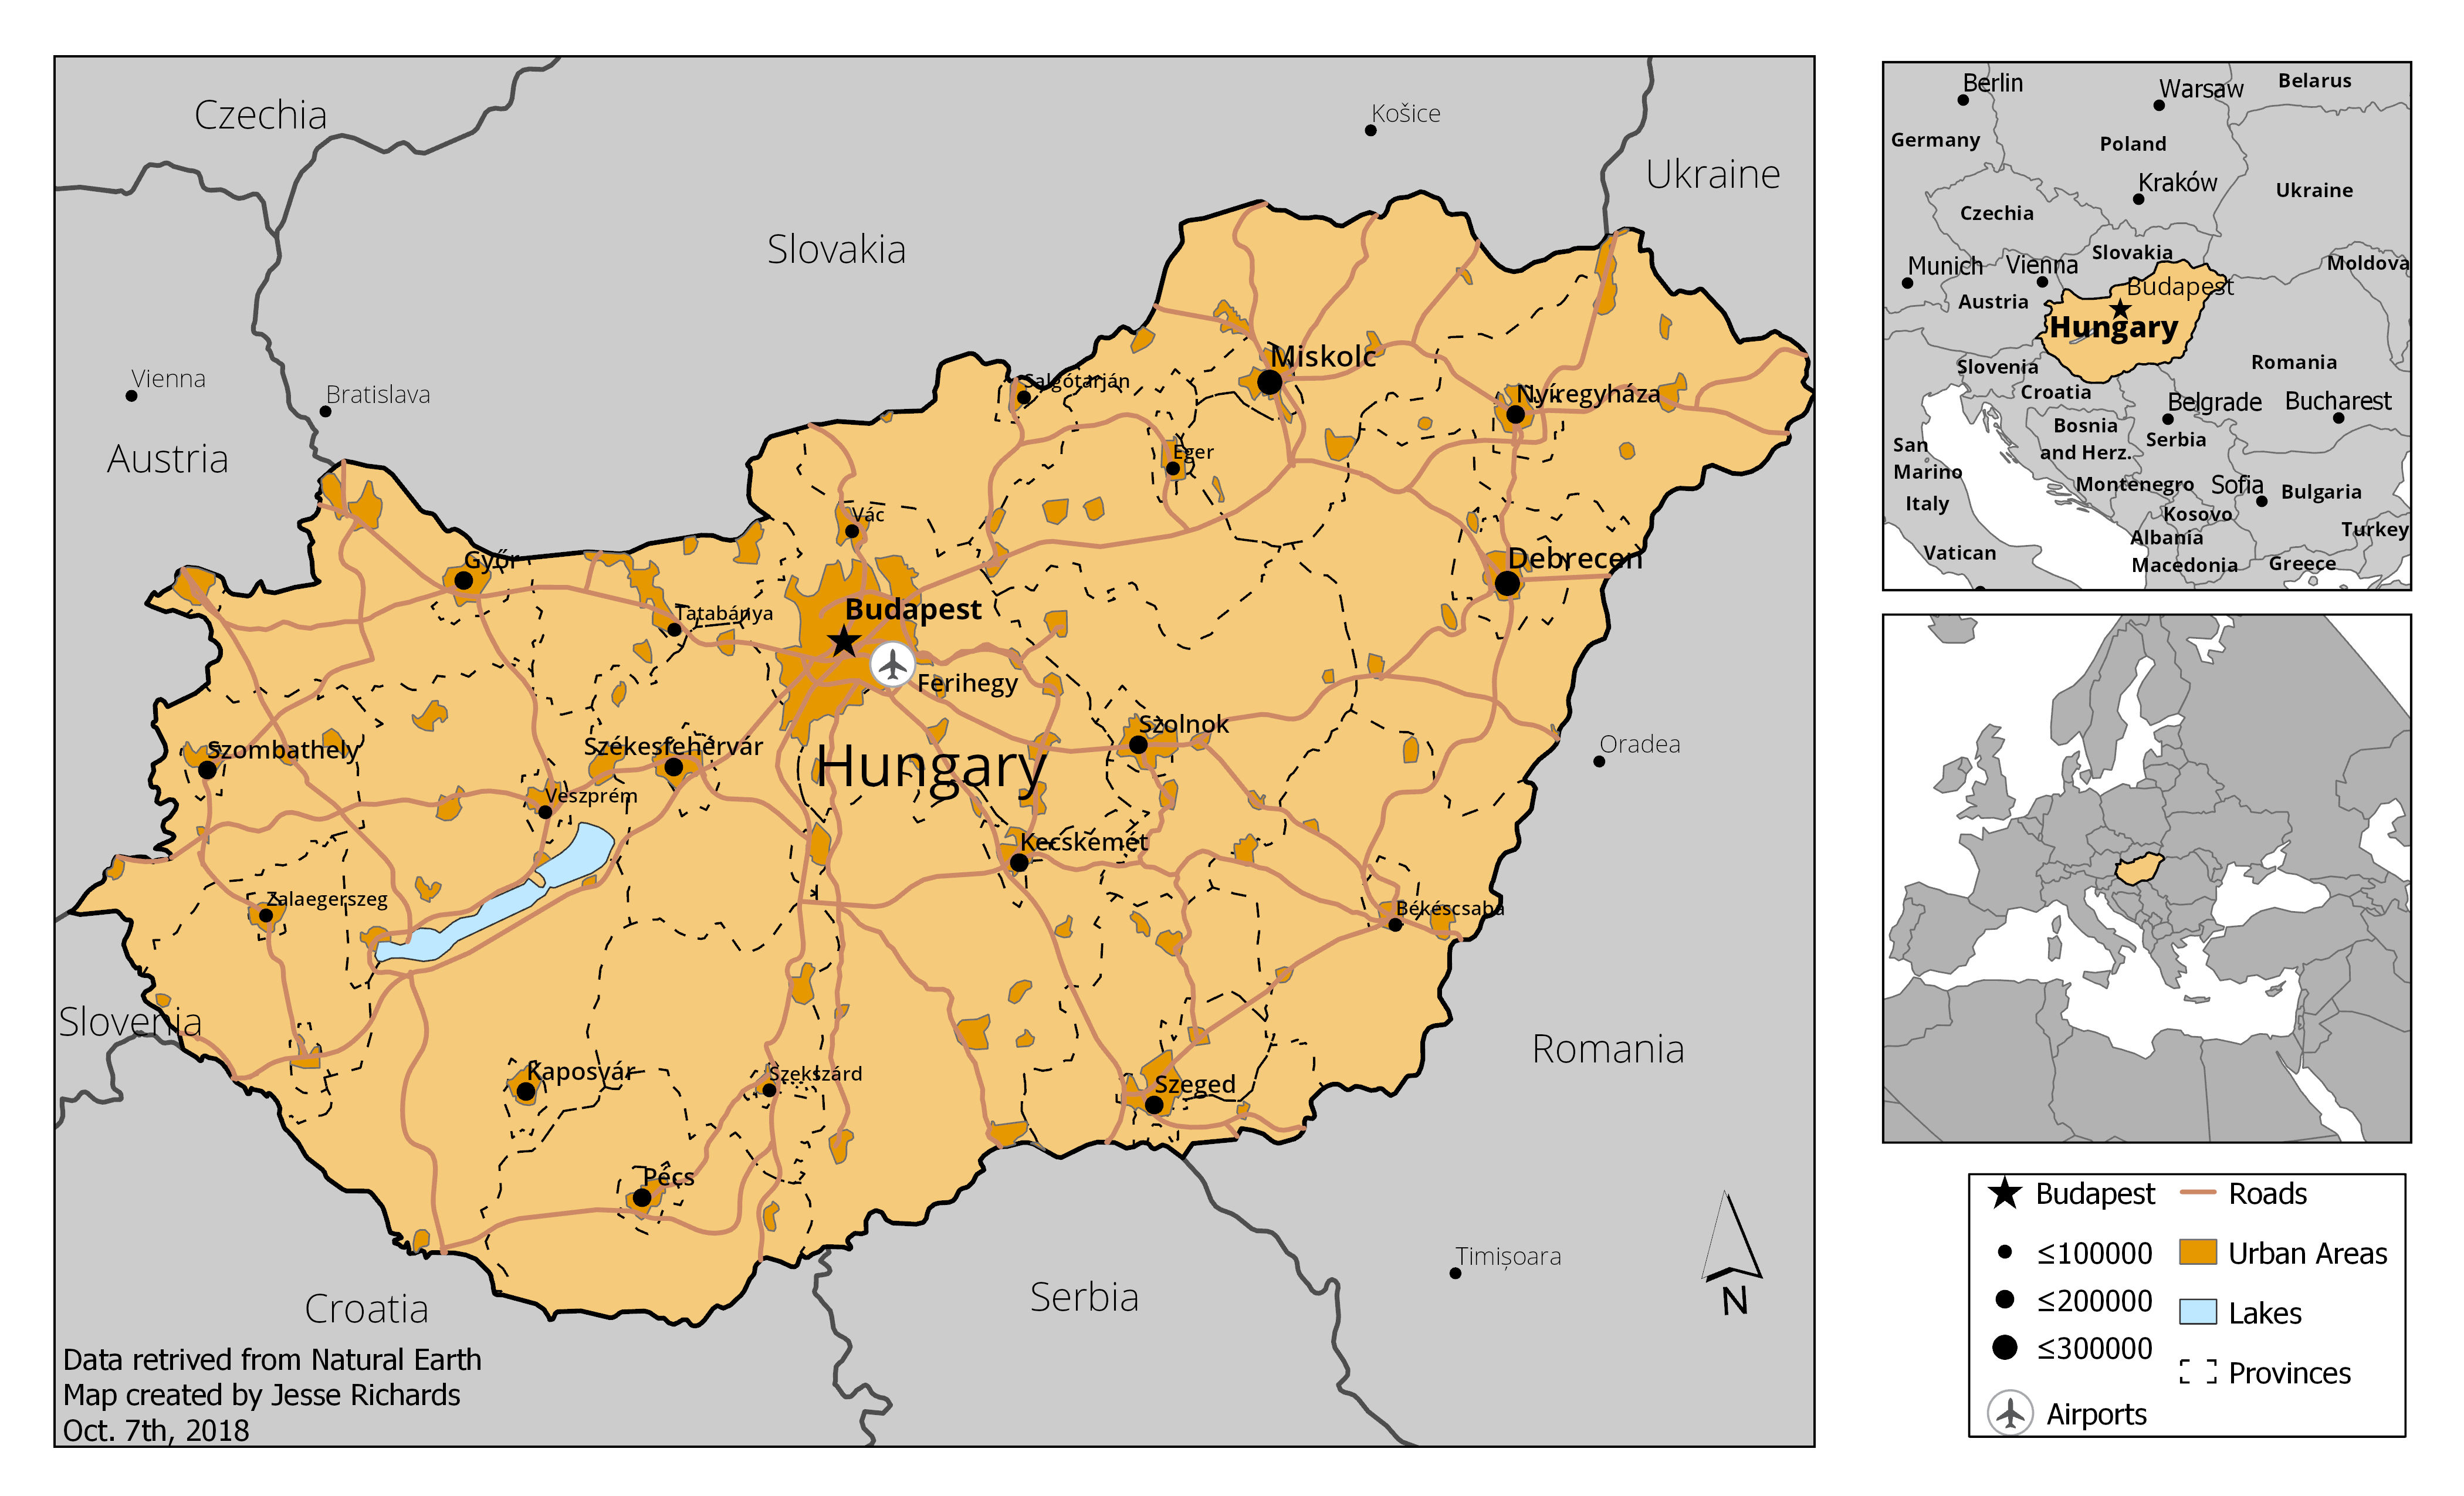 Czechia
Košice
Ukraine
Slovakia
Vienna
Bratislava
Austria
Miskolc
Salgótarján
Nyíregyháza
Eger
Vác
Győr
Debrecen
Tatabánya
Budapest
Ferihegy
Szolnok
Szombathely
Székesfehérvár
Hungary
Oradea
Veszprém
Kecskemét
Zalaegerszeg
Békéscsaba
Slovenia
Romania
Kaposvár
Szekszárd
Szeged
Pécs
Timișoara
Serbia
Croatia
N
Data retrived from Natural Earth
Map created by Jesse Richards
Oct. 7th, 2018
Berlin
Warsaw
Belarus
Germany
Poland
Kraków
Ukraine
Czechia
Slovakia
Munich
Vienna
Moldova
Budapest
Austria
Hungary
Romania
Slovenia
Croatia
Belgrade
Bucharest
Bosnia
and Herz.
Serbia
San
Marino
Montenegro
Sofia
Bulgaria
Italy
Kosovo
Turkey
Albania
Vatican
Macedonia
Greece
Budapest
Roads
≤100000
Urban Areas
≤200000
Lakes
≤300000
Provinces
Airports